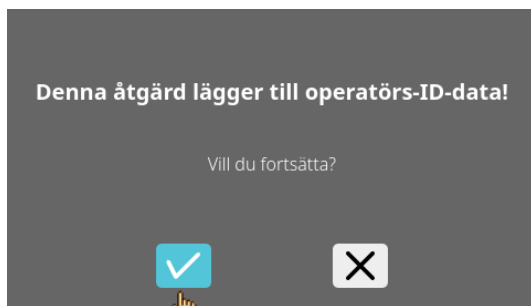 Denna åtgärd lägger till operatörs-ID-data!
Vill du fortsätta?